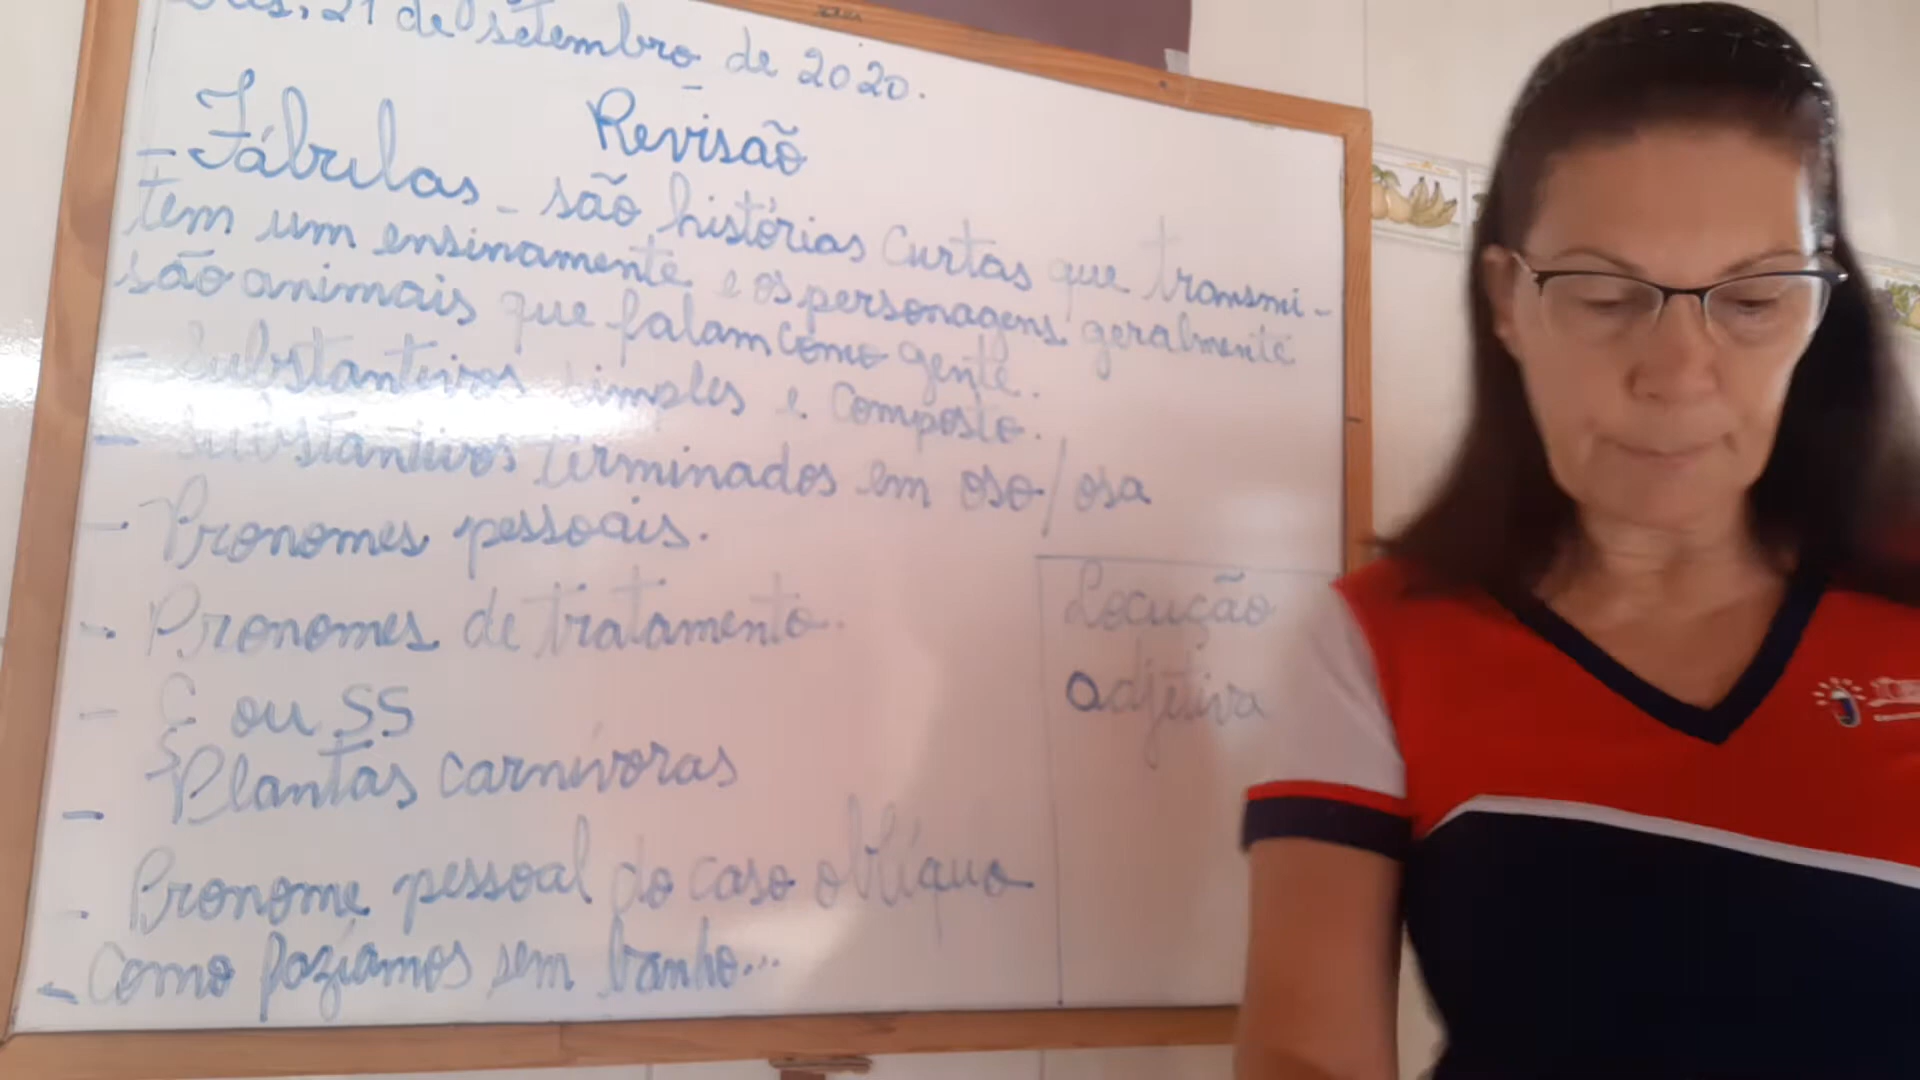 21 de setembro de 2020.
Revisão
- Fábulas - são histórias curtas que transmi-
tem um ensinamente e os personagens geralmente
são animais que falam como gente.
- Substantivos simples e composto.
- Substantivos terminados em oso/osa
- Pronomes pessoais.
- Pronomes de tratamento.
- C ou SS
Ç
- Plantas carnívoras
- Pronome pessoal do caso oblíquo
- Como fazíamos sem banho...
Locução
adjetiva